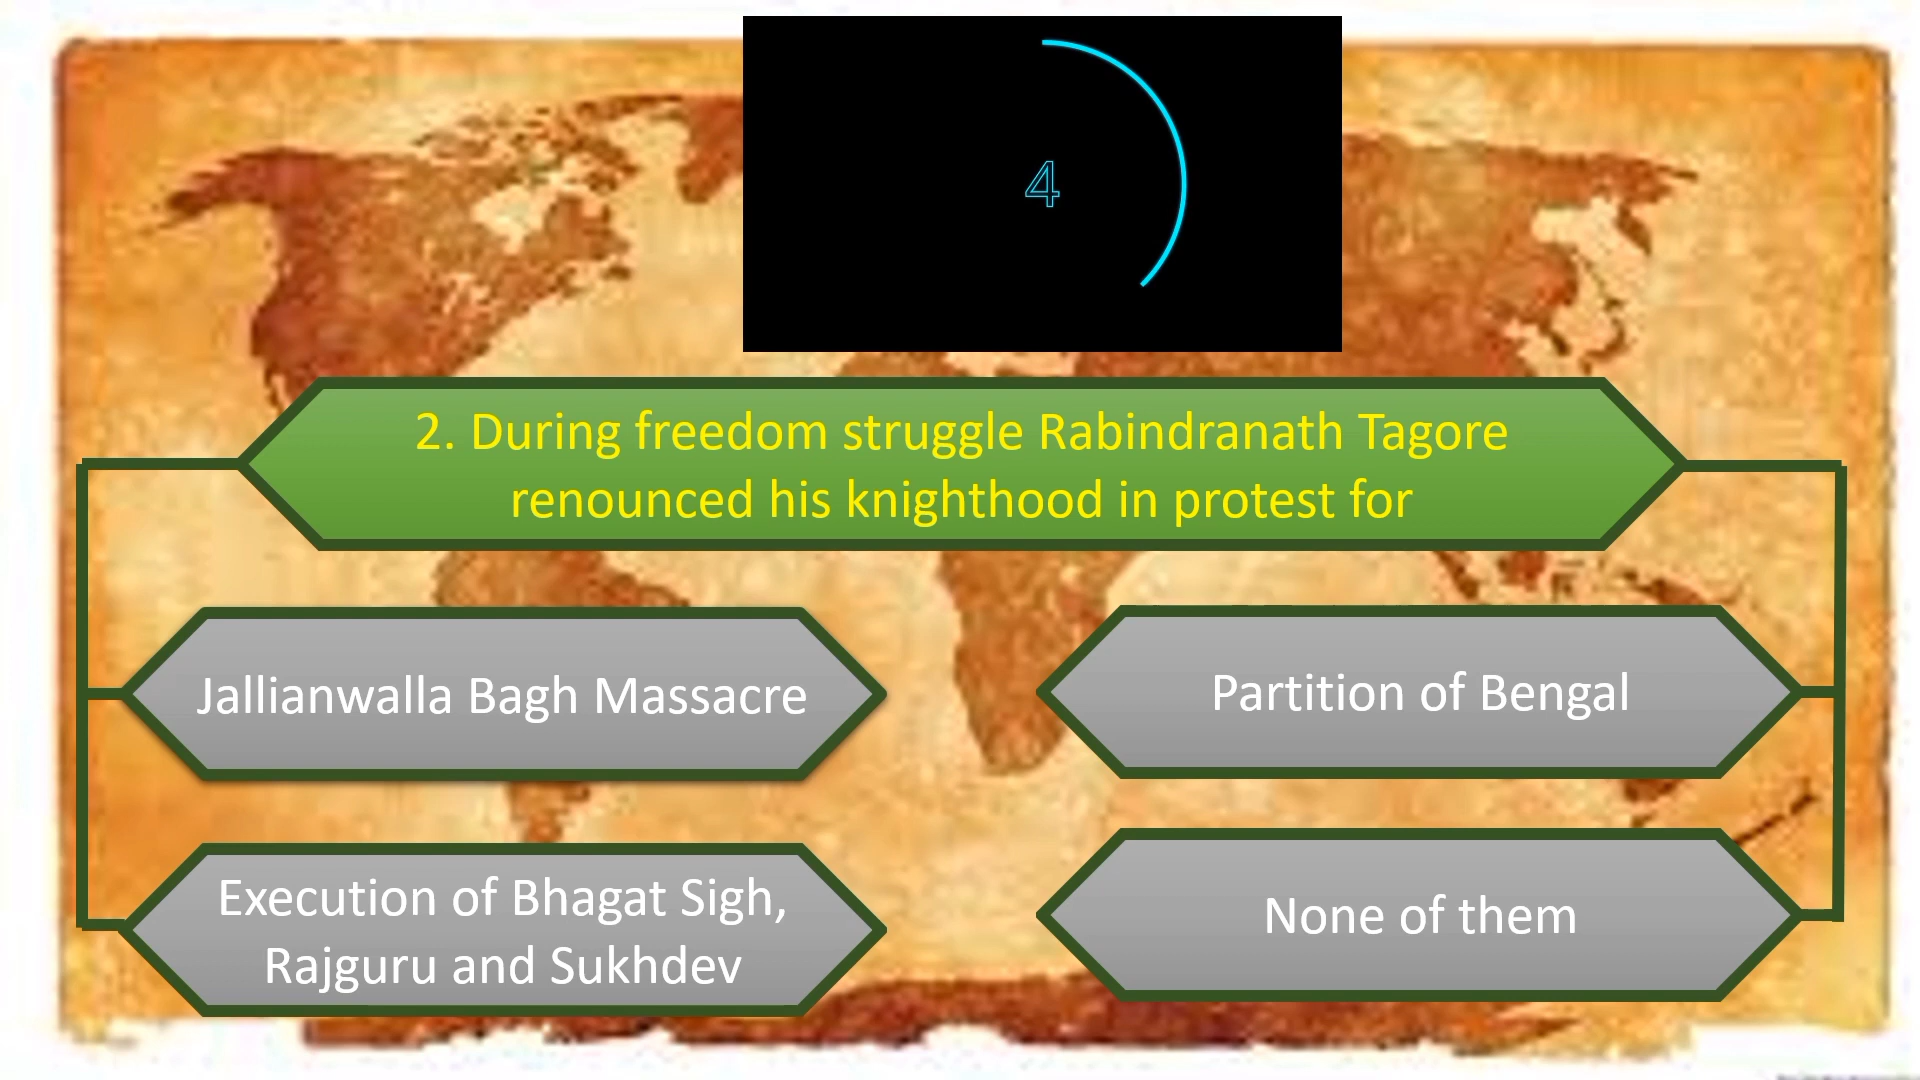 4
2. During freedom struggle Rabindranath Tagore
renounced his knighthood in protest for
Jallianwalla Bagh Massacre
Partition of Bengal
Execution of Bhagat Sigh,
Rajguru and Sukhdev
None of them